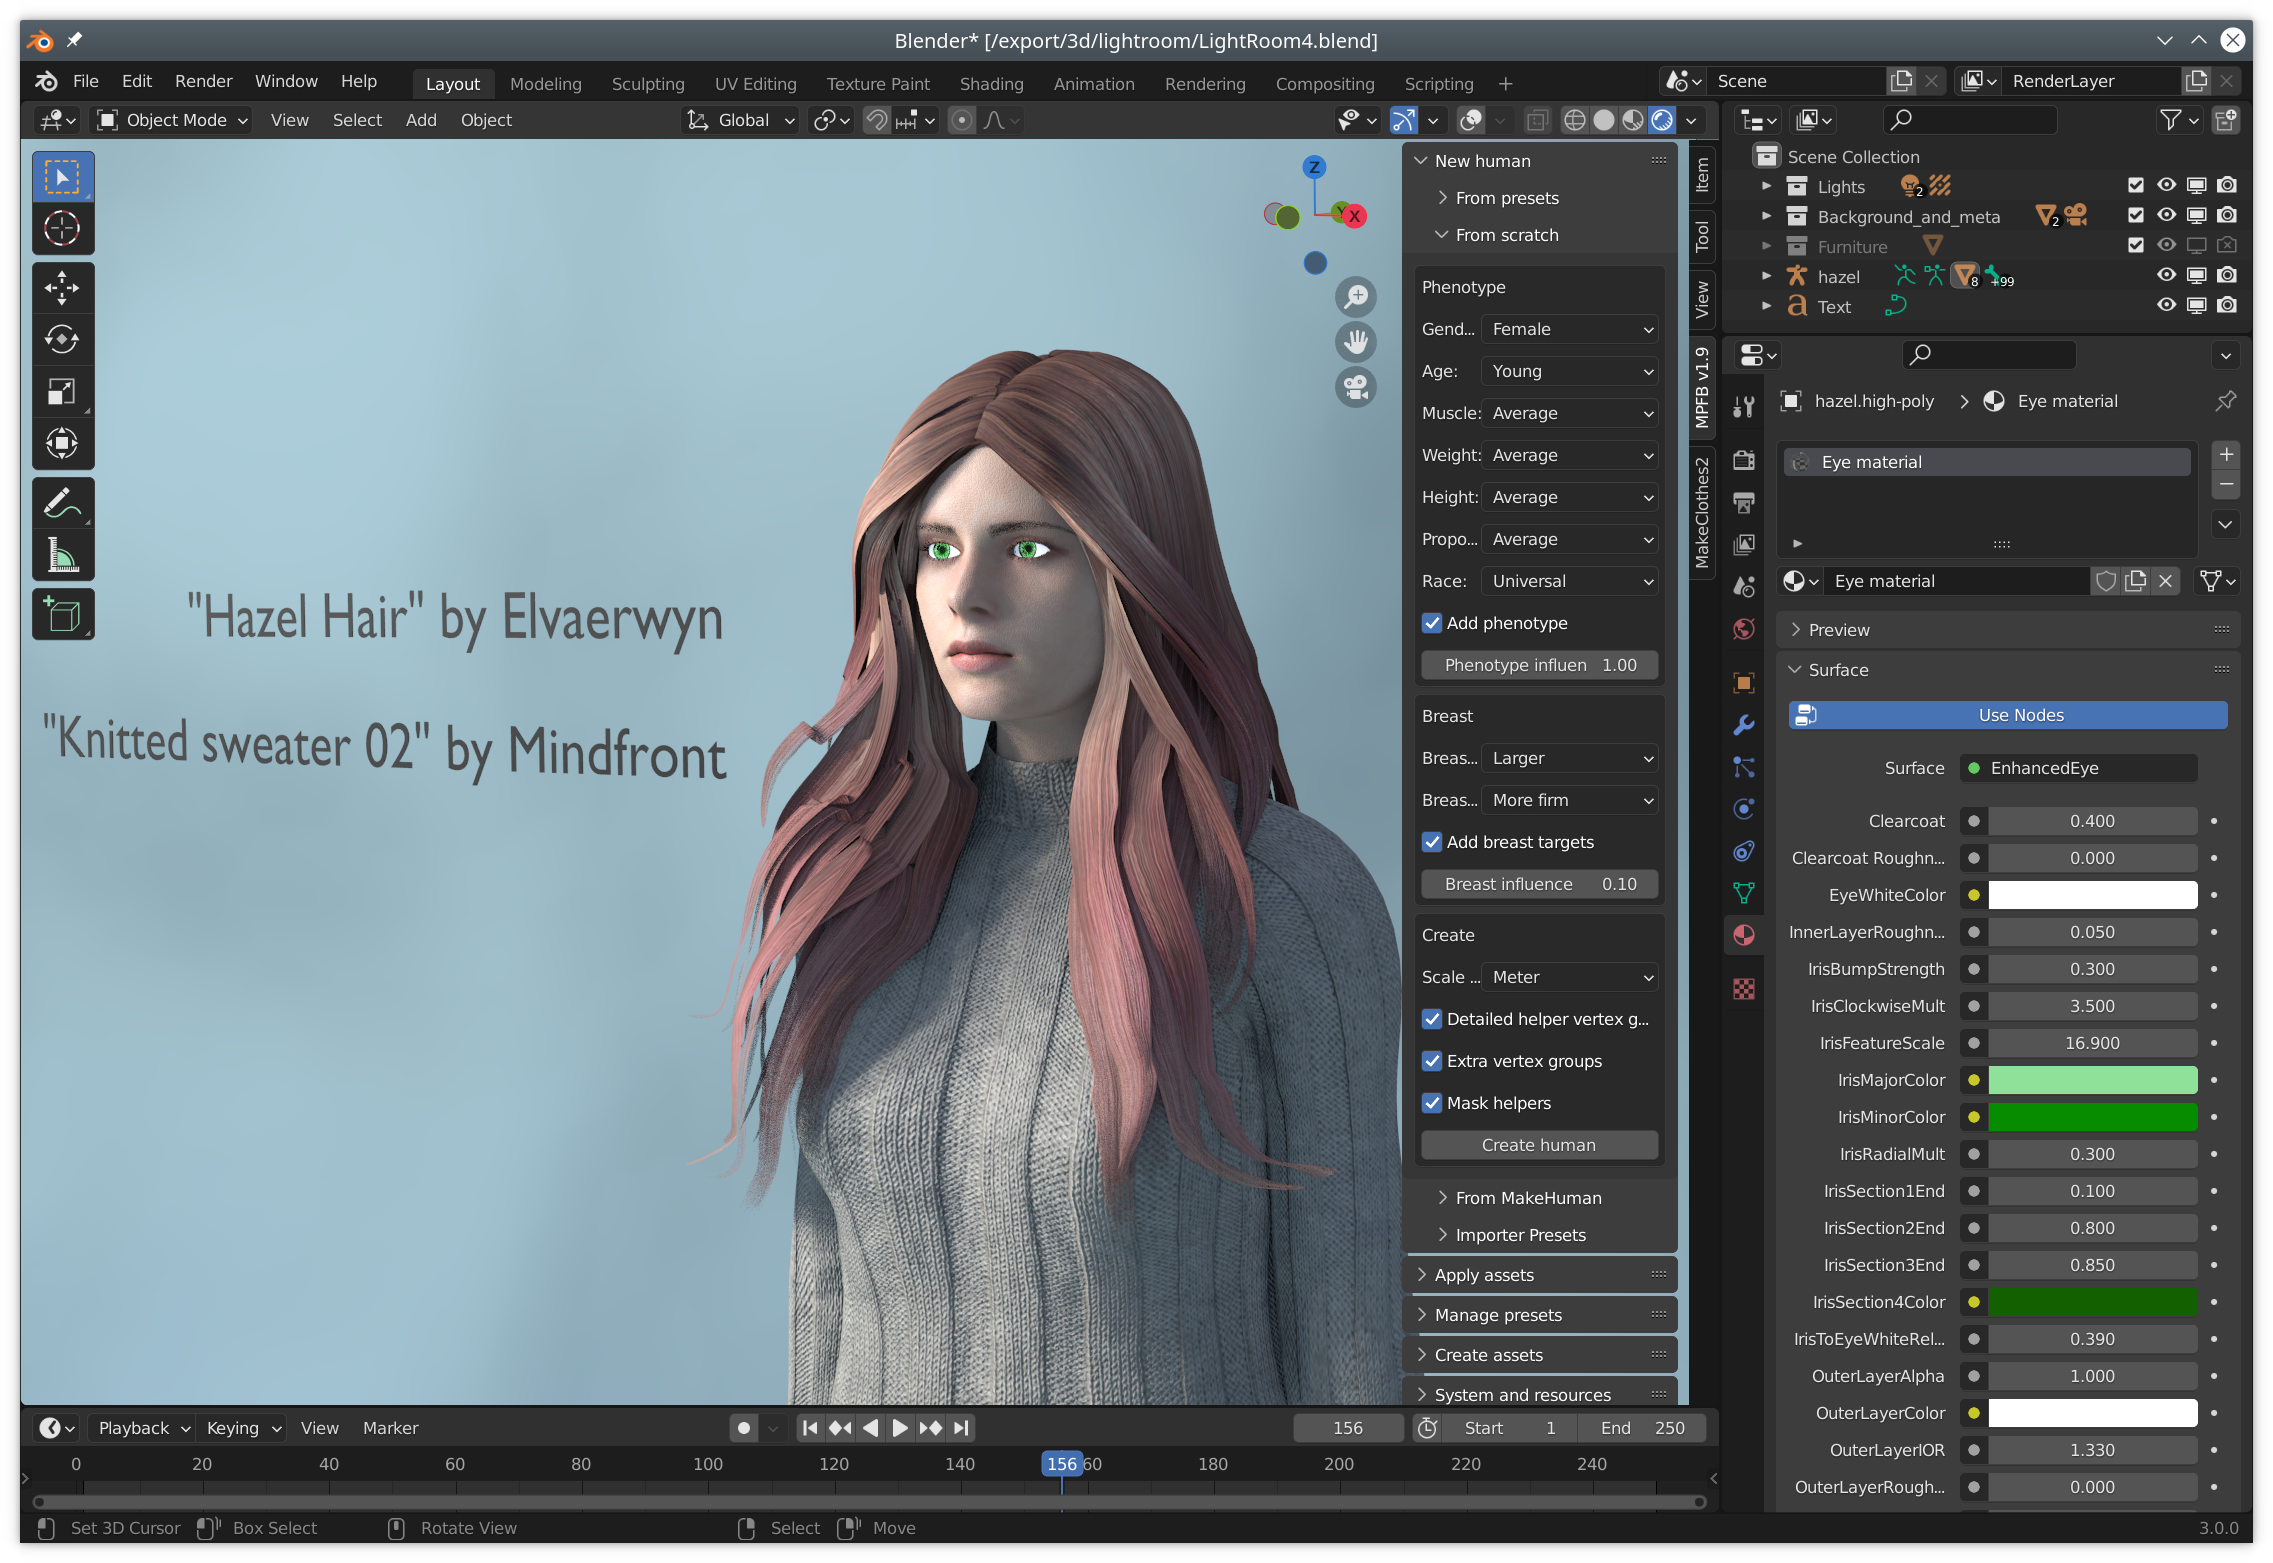 Blender* [/export/3d/lightroom/LightRoom4.blend]
File Edit Render Window Help Layout Modeling Sculpting UV Editing Texture Paint Shading Animation Rendering Compositing Scripting + Scene RenderLayer
Object Mode View Select Add Object Global
Z
Y X
"Hazel Hair" by Elvaerwyn
"Knitted sweater 02" by Mindfront
New human
From presets
From scratch
Phenotype
Gend... Female
Age: Young
Muscle: Average
Weight: Average
Height: Average
Propo... Average
Race: Universal
Add phenotype
Phenotype influen 1.00
Breast
Breas... Larger
Breas... More firm
Add breast targets
Breast influence 0.10
Create
Scale ... Meter
Detailed helper vertex g...
Extra vertex groups
Mask helpers
Create human
From MakeHuman
Importer Presets
Apply assets
Manage presets
Create assets
System and resources
Item
Tool
View
MPFB v1.9
MakeClothes2
Scene Collection
Lights 2
Background_and_meta 2
Furniture
hazel 8 +99
Text
hazel.high-poly > Eye material
Eye material
Eye material
Preview
Surface
Use Nodes
Surface EnhancedEye
Clearcoat 0.400
Clearcoat Roughn... 0.000
EyeWhiteColor
InnerLayerRoughn... 0.050
IrisBumpStrength 0.300
IrisClockwiseMult 3.500
IrisFeatureScale 16.900
IrisMajorColor
IrisMinorColor
IrisRadialMult 0.300
IrisSection1End 0.100
IrisSection2End 0.800
IrisSection3End 0.850
IrisSection4Color
IrisToEyeWhiteRel... 0.390
OuterLayerAlpha 1.000
OuterLayerColor
OuterLayerIOR 1.330
OuterLayerRough... 0.000
Playback Keying View Marker 156 Start 1 End 250
0 20 40 60 80 100 120 140 156 60 180 200 220 240
Set 3D Cursor Box Select Rotate View Select Move 3.0.0